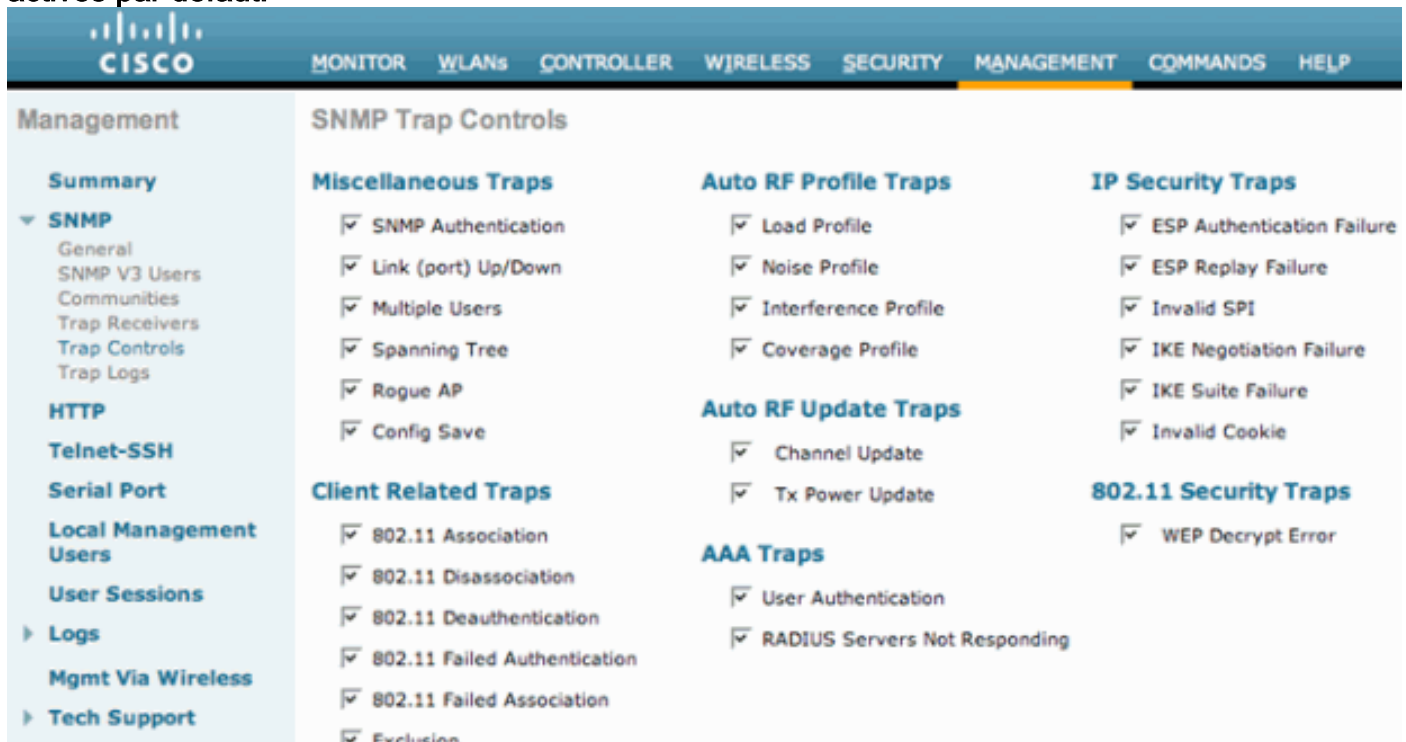 activés par défaut.
CISCO
MONITOR WLANs CONTROLLER WIRELESS SECURITY MANAGEMENT COMMANDS HELP
Management
Summary
SNMP
General
SNMP V3 Users
Communities
Trap Receivers
Trap Controls
Trap Logs
HTTP
Telnet-SSH
Serial Port
Local Management
Users
User Sessions
Logs
Mgmt Via Wireless
Tech Support
SNMP Trap Controls
Miscellaneous Traps
SNMP Authentication
Link (port) Up/Down
Multiple Users
Spanning Tree
Rogue AP
Config Save
Client Related Traps
802.11 Association
802.11 Disassociation
802.11 Deauthentication
802.11 Failed Authentication
802.11 Failed Association
Exclusion
Auto RF Profile Traps
Load Profile
Noise Profile
Interference Profile
Coverage Profile
Auto RF Update Traps
Channel Update
Tx Power Update
AAA Traps
User Authentication
RADIUS Servers Not Responding
IP Security Traps
ESP Authentication Failure
ESP Replay Failure
Invalid SPI
IKE Negotiation Failure
IKE Suite Failure
Invalid Cookie
802.11 Security Traps
WEP Decrypt Error